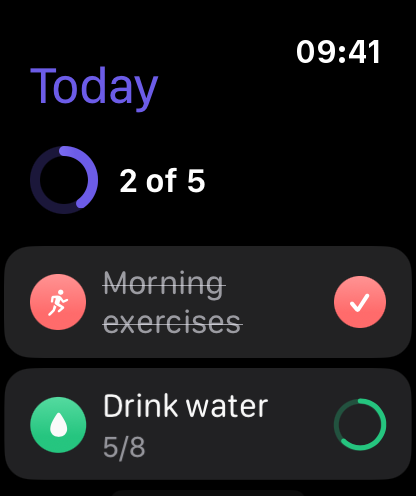 09:41
Today
2 of 5
Morning
exercises
Drink water
5/8